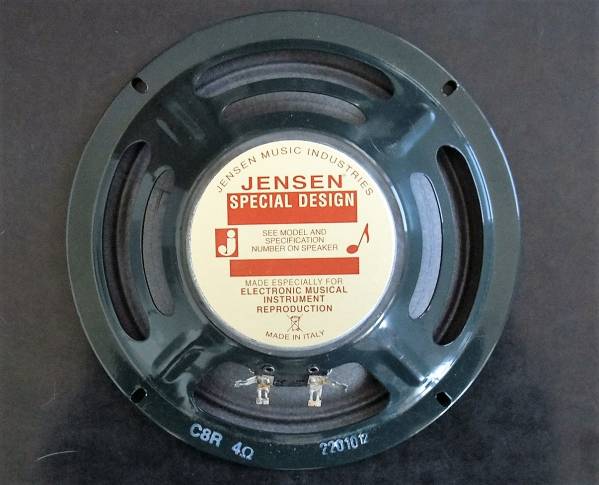 JENSEN MUSIC INDUSTRIES
JENSEN
SPECIAL DESIGN
SEE MODEL AND
SPECIFICATION
NUMBER ON SPEAKER
j
MADE ESPECIALLY FOR
ELECTRONIC MUSICAL
INSTRUMENT
REPRODUCTION
MADE IN ITALY
C8R 4Ω
2201012